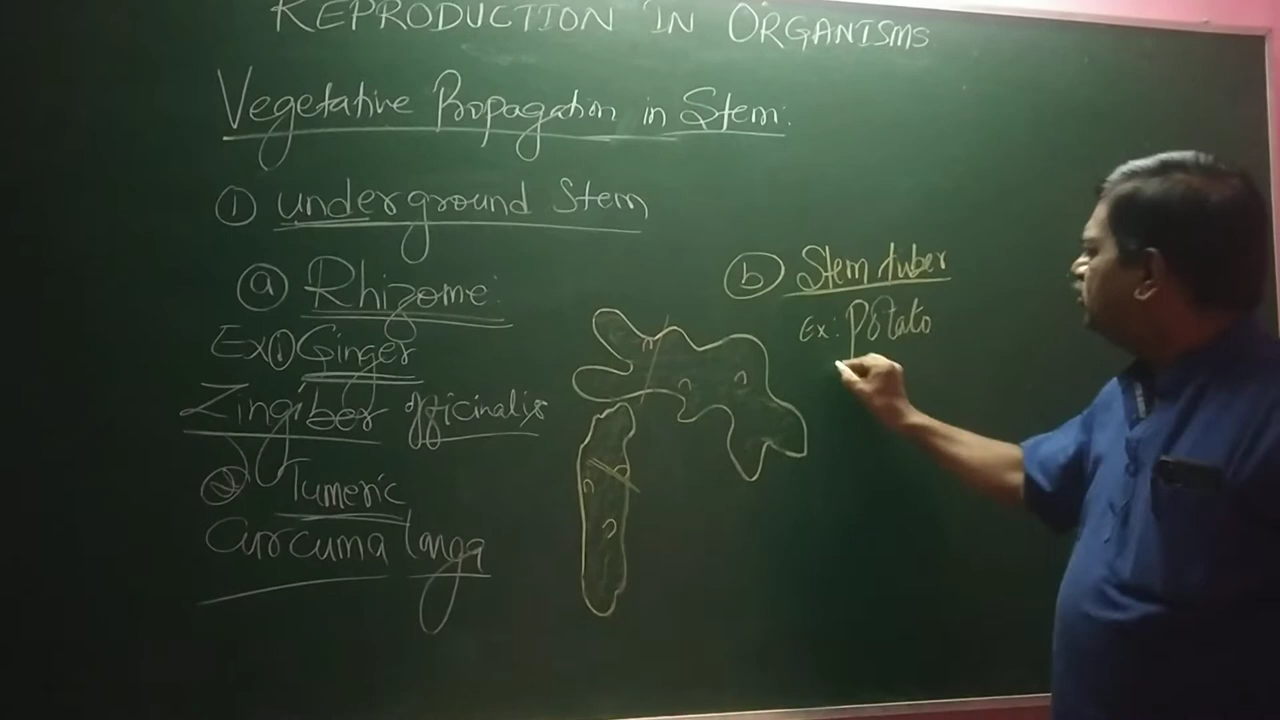 REPRODUCTION IN ORGANISMS
Vegetative Propagation in Stem:
① underground Stem
ⓐ Rhizome:
Ex① Ginger
Zingiber officinalis
② Tumeric
Curcuma longa
ⓑ Stem tuber
Ex: Potato